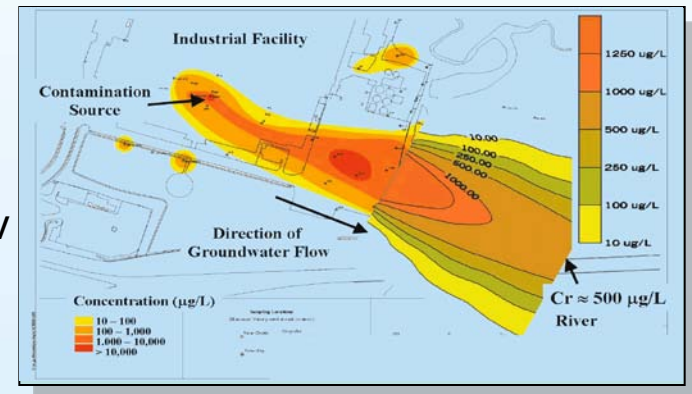 Industrial Facility
Contamination
Source
Direction of
Groundwater Flow
10.00
100.00
250.00
500.00
1000.00
1250 ug/L
1000 ug/L
500 ug/L
250 ug/L
100 ug/L
10 ug/L
Cr ≈ 500 µg/L
River
Concentration (µg/L)
10 – 100
100 – 1,000
1,000 – 10,000
> 10,000